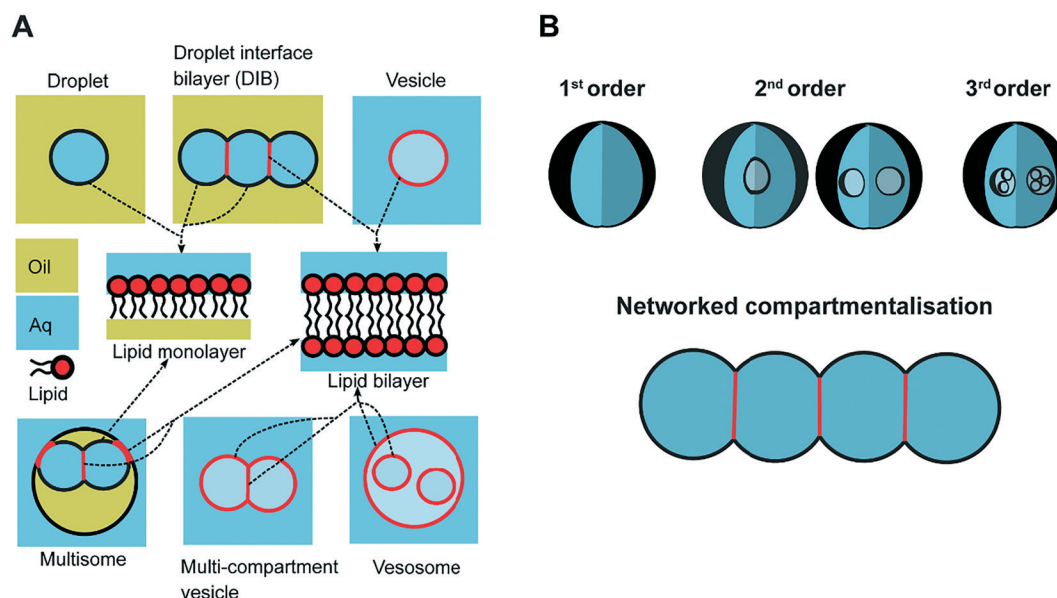 A
Droplet
Droplet interface
bilayer (DIB)
Vesicle
Oil
Aq
Lipid
Lipid monolayer
Lipid bilayer
Multisome
Multi-compartment
vesicle
Vesosome
B
1st order
2nd order
3rd order
Networked compartmentalisation